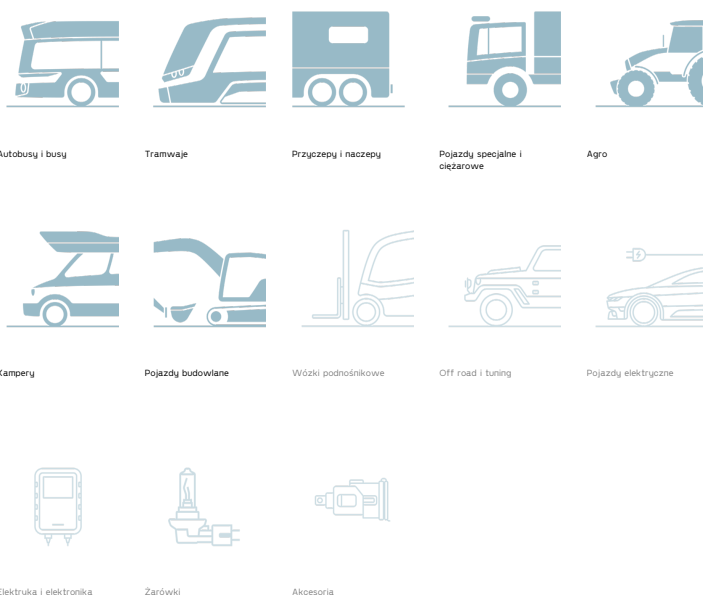 Autobusy i busy
Tramwaje
Przyczepy i naczepy
Pojazdy specjalne i
ciężarowe
Agro
Kampery
Pojazdy budowlane
Wózki podnośnikowe
Off road i tuning
Pojazdy elektryczne
Elektryka i elektronika
Żarówki
Akcesoria